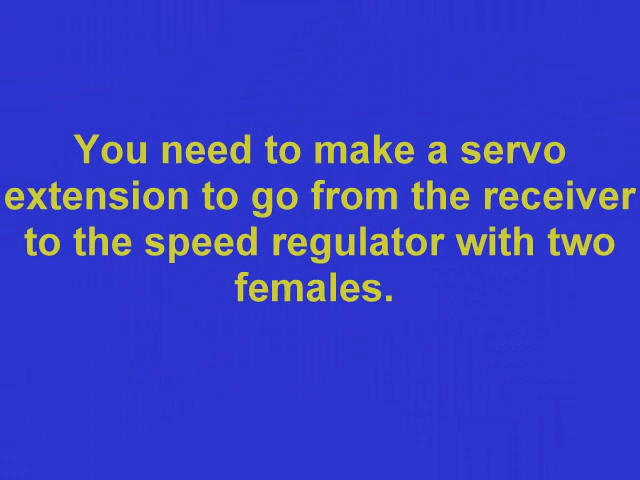 You need to make a servo
extension to go from the receiver
to the speed regulator with two
females.